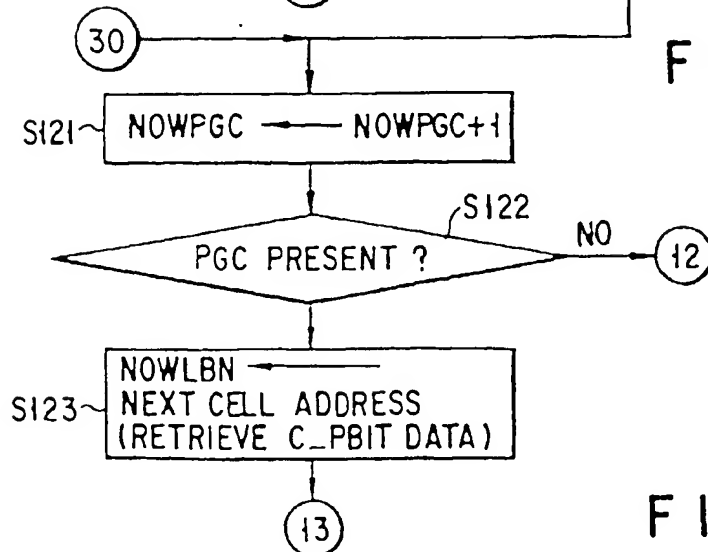 30
F
S121 NOWPGC ← NOWPGC+1
S122
PGC PRESENT ?
NO
12
NOWLBN ←
S123 NEXT CELL ADDRESS
(RETRIEVE C_PBIT DATA)
13
F I